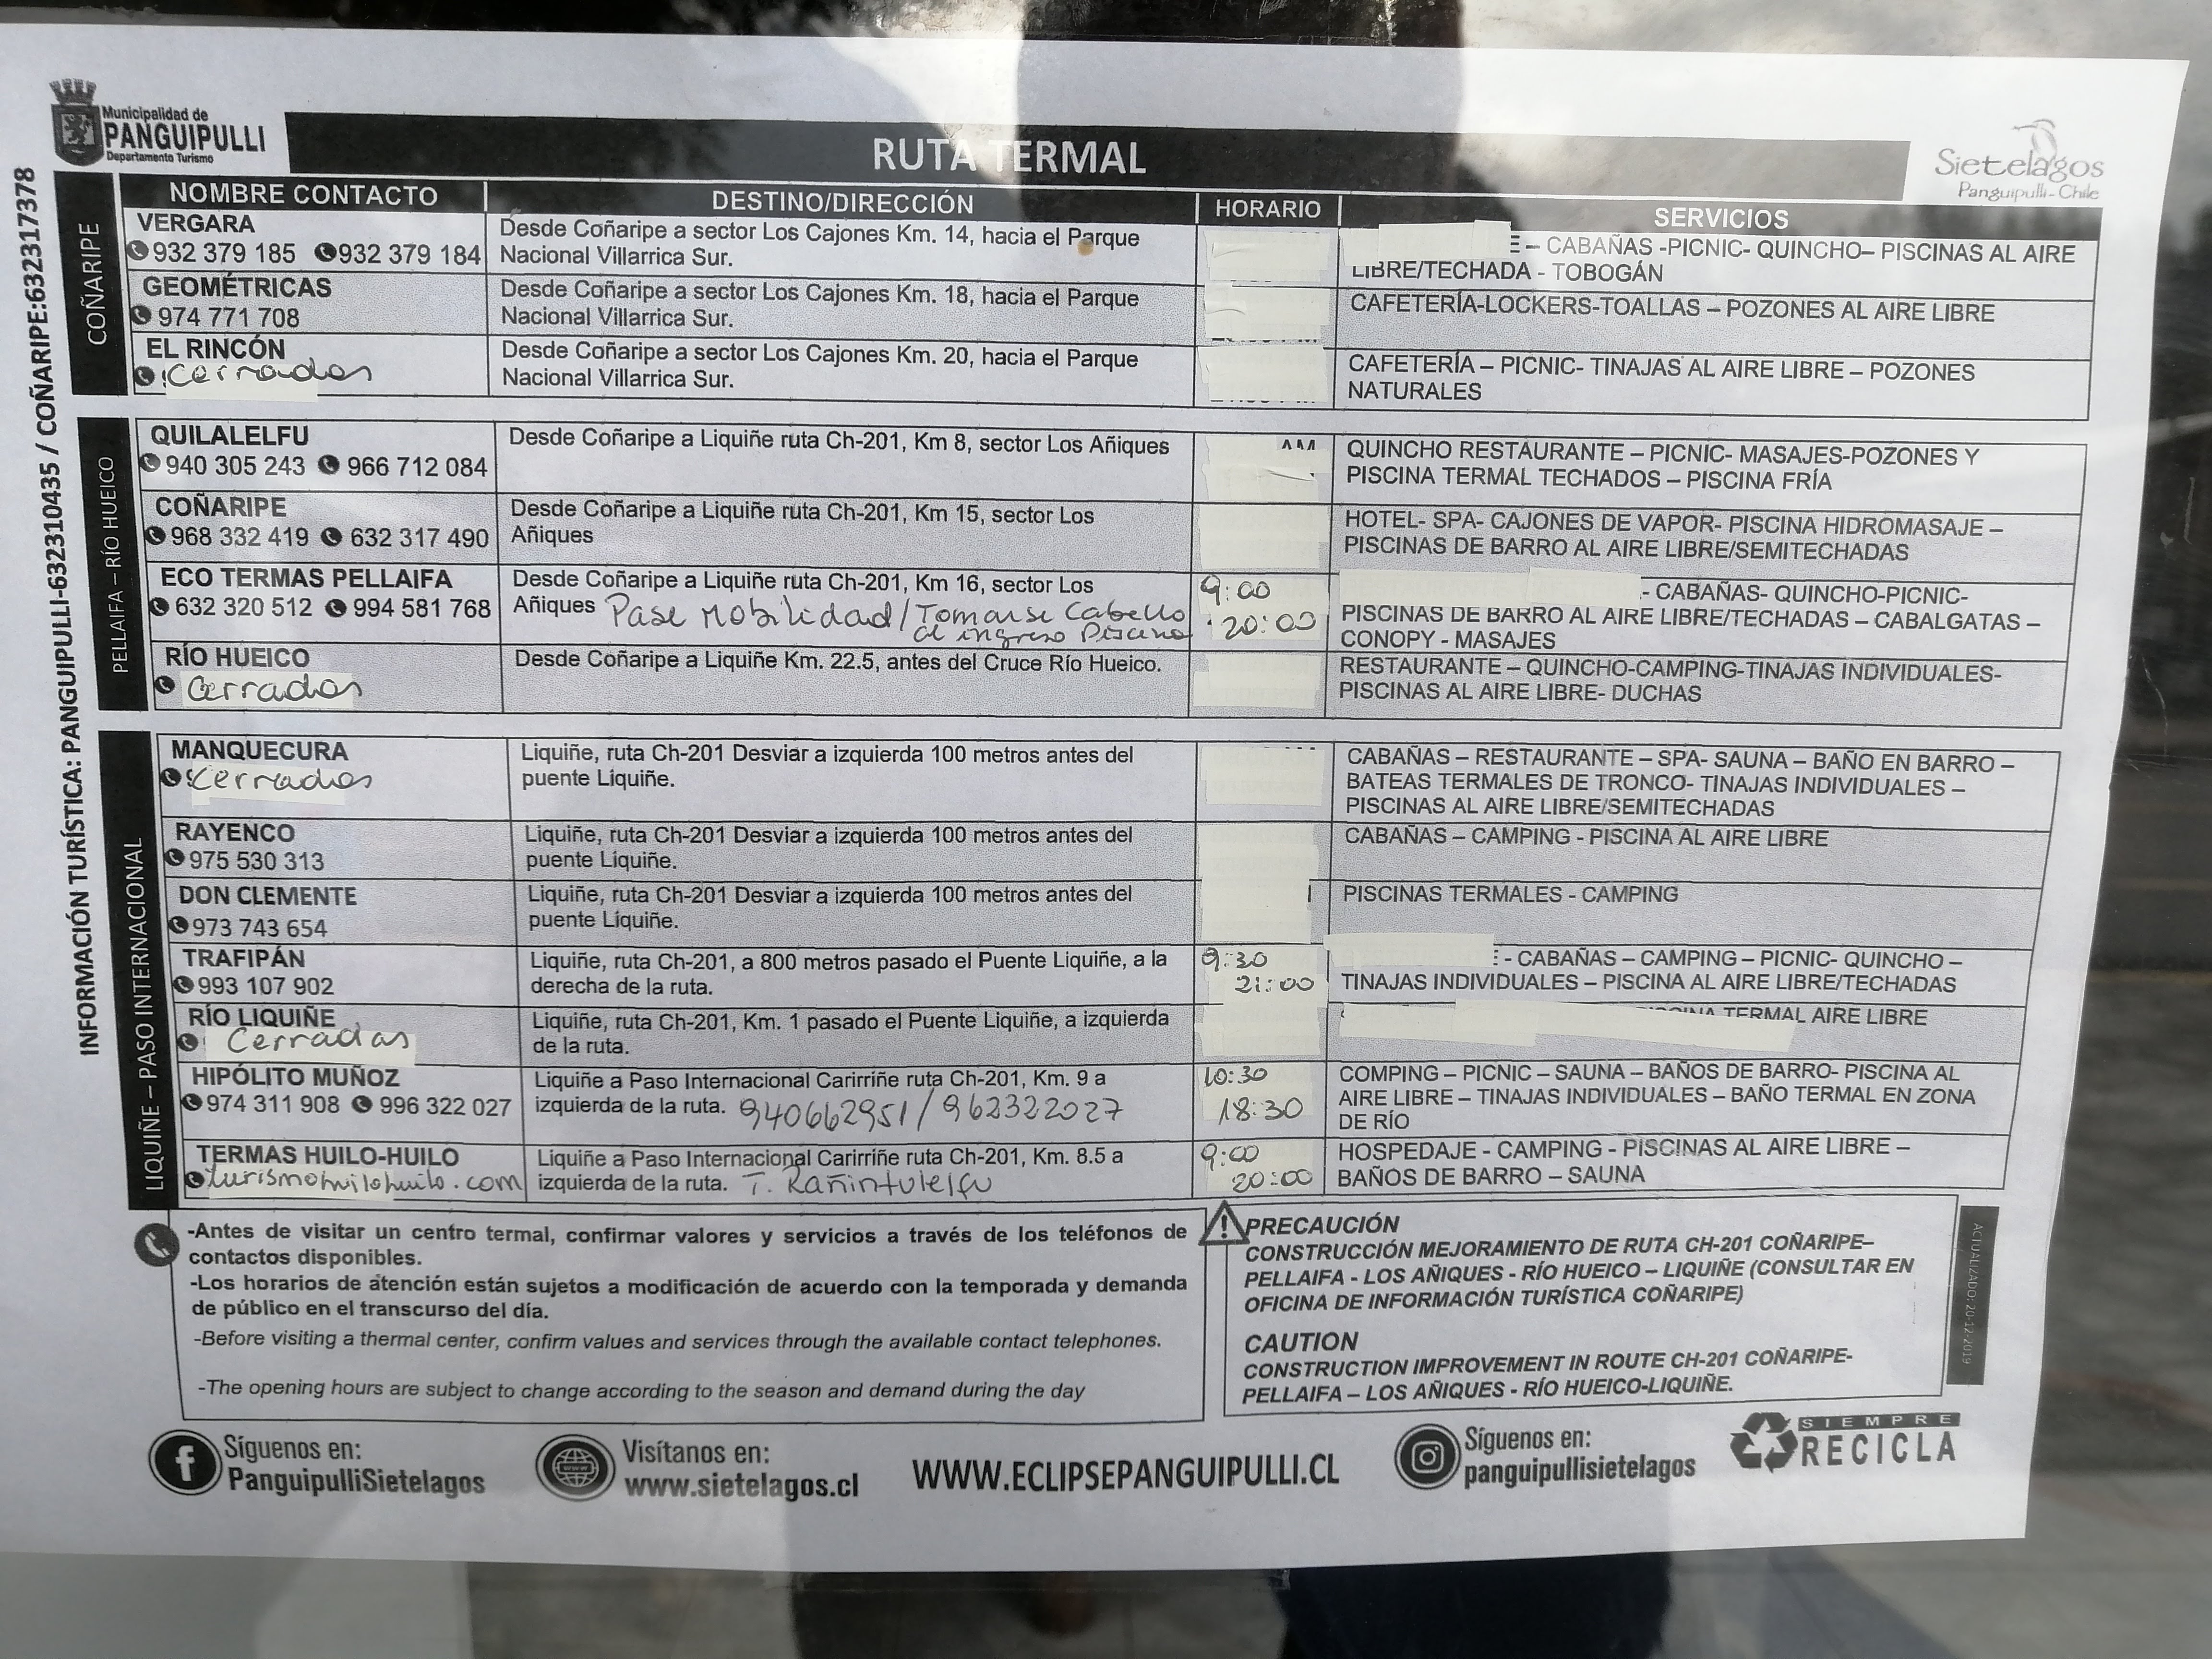 Municipalidad de
PANGUIPULLI
Departamento Turismo
RUTA TERMAL
Sietelagos
Panguipulli - Chile
INFORMACIÓN TURÍSTICA: PANGUIPULLI-632310435 / COÑARIPE:632317378
NOMBRE CONTACTO DESTINO/DIRECCIÓN HORARIO SERVICIOS
COÑARIPE
VERGARA
932 379 185 932 379 184
Desde Coñaripe a sector Los Cajones Km. 14, hacia el Parque
Nacional Villarrica Sur.
– CABAÑAS -PICNIC- QUINCHO– PISCINAS AL AIRE
LIBRE/TECHADA - TOBOGÁN
GEOMÉTRICAS
974 771 708
Desde Coñaripe a sector Los Cajones Km. 18, hacia el Parque
Nacional Villarrica Sur.
CAFETERÍA-LOCKERS-TOALLAS – POZONES AL AIRE LIBRE
EL RINCÓN
Cerrados
Desde Coñaripe a sector Los Cajones Km. 20, hacia el Parque
Nacional Villarrica Sur.
CAFETERÍA – PICNIC- TINAJAS AL AIRE LIBRE – POZONES
NATURALES
PELLAIFA – RÍO HUEICO
QUILALELFU
940 305 243 966 712 084
Desde Coñaripe a Liquiñe ruta Ch-201, Km 8, sector Los Añiques
AM
QUINCHO RESTAURANTE – PICNIC- MASAJES-POZONES Y
PISCINA TERMAL TECHADOS – PISCINA FRÍA
COÑARIPE
968 332 419 632 317 490
Desde Coñaripe a Liquiñe ruta Ch-201, Km 15, sector Los
Añiques
HOTEL- SPA- CAJONES DE VAPOR- PISCINA HIDROMASAJE –
PISCINAS DE BARRO AL AIRE LIBRE/SEMITECHADAS
ECO TERMAS PELLAIFA
632 320 512 994 581 768
Desde Coñaripe a Liquiñe ruta Ch-201, Km 16, sector Los
Añiques Pase Mobilidad / Tomarse Cabello
al ingreso Piscina
9:00
20:00
- CABAÑAS- QUINCHO-PICNIC-
PISCINAS DE BARRO AL AIRE LIBRE/TECHADAS – CABALGATAS –
CONOPY - MASAJES
RÍO HUEICO
Cerrados
Desde Coñaripe a Liquiñe Km. 22.5, antes del Cruce Río Hueico.
RESTAURANTE – QUINCHO-CAMPING-TINAJAS INDIVIDUALES-
PISCINAS AL AIRE LIBRE- DUCHAS
LIQUIÑE – PASO INTERNACIONAL
MANQUECURA
Cerrados
Liquiñe, ruta Ch-201 Desviar a izquierda 100 metros antes del
puente Liquiñe.
CABAÑAS – RESTAURANTE – SPA- SAUNA – BAÑO EN BARRO –
BATEAS TERMALES DE TRONCO- TINAJAS INDIVIDUALES –
PISCINAS AL AIRE LIBRE/SEMITECHADAS
RAYENCO
975 530 313
Liquiñe, ruta Ch-201 Desviar a izquierda 100 metros antes del
puente Liquiñe.
CABAÑAS – CAMPING - PISCINA AL AIRE LIBRE
DON CLEMENTE
973 743 654
Liquiñe, ruta Ch-201 Desviar a izquierda 100 metros antes del
puente Liquiñe.
PISCINAS TERMALES - CAMPING
TRAFIPÁN
993 107 902
Liquiñe, ruta Ch-201, a 800 metros pasado el Puente Liquiñe, a la
derecha de la ruta.
9:30
21:00
- CABAÑAS – CAMPING – PICNIC- QUINCHO –
TINAJAS INDIVIDUALES – PISCINA AL AIRE LIBRE/TECHADAS
RÍO LIQUIÑE
Cerradas
Liquiñe, ruta Ch-201, Km. 1 pasado el Puente Liquiñe, a izquierda
de la ruta.
TERMAL AIRE LIBRE
HIPÓLITO MUÑOZ
974 311 908 996 322 027
Liquiñe a Paso Internacional Carirriñe ruta Ch-201, Km. 9 a
izquierda de la ruta. 940662951 / 962322027
10:30
18:30
COMPING – PICNIC – SAUNA – BAÑOS DE BARRO- PISCINA AL
AIRE LIBRE – TINAJAS INDIVIDUALES – BAÑO TERMAL EN ZONA
DE RÍO
TERMAS HUILO-HUILO
turismohuilohuilo.com
Liquiñe a Paso Internacional Carirriñe ruta Ch-201, Km. 8.5 a
izquierda de la ruta. T. Rañintulelfu
9:00
20:00
HOSPEDAJE - CAMPING - PISCINAS AL AIRE LIBRE –
BAÑOS DE BARRO – SAUNA
-Antes de visitar un centro termal, confirmar valores y servicios a través de los teléfonos de
contactos disponibles.
-Los horarios de atención están sujetos a modificación de acuerdo con la temporada y demanda
de público en el transcurso del día.
-Before visiting a thermal center, confirm values and services through the available contact telephones.
-The opening hours are subject to change according to the season and demand during the day
PRECAUCIÓN
CONSTRUCCIÓN MEJORAMIENTO DE RUTA CH-201 COÑARIPE–
PELLAIFA - LOS AÑIQUES - RÍO HUEICO – LIQUIÑE (CONSULTAR EN
OFICINA DE INFORMACIÓN TURÍSTICA COÑARIPE)
CAUTION
CONSTRUCTION IMPROVEMENT IN ROUTE CH-201 COÑARIPE-
PELLAIFA – LOS AÑIQUES - RÍO HUEICO-LIQUIÑE.
ACTUALIZADO: 20-12-2019
Síguenos en:
PanguipulliSietelagos
www
Visítanos en:
www.sietelagos.cl
WWW.ECLIPSEPANGUIPULLI.CL
Síguenos en:
panguipullisietelagos
SIEMPRE
RECICLA